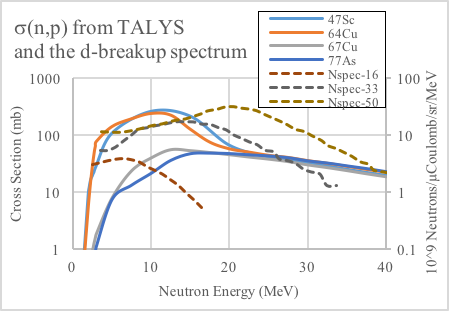 σ(n,p) from TALYS
and the d-breakup spectrum
47Sc
64Cu
67Cu
77As
Nspec-16
Nspec-33
Nspec-50
Cross Section (mb)
1000
100
10
1
100
10
1
0.1
10^9 Neutrons/μCoulomb/sr/MeV
0 10 20 30 40
Neutron Energy (MeV)